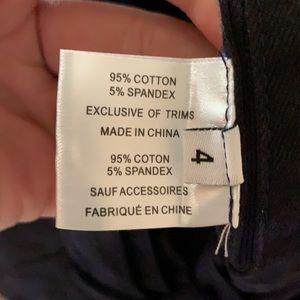 95% COTTON
5% SPANDEX
EXCLUSIVE OF TRIMS
MADE IN CHINA
95% COTON
5% SPANDEX
SAUF ACCESSOIRES
FABRIQUÉ EN CHINE
4